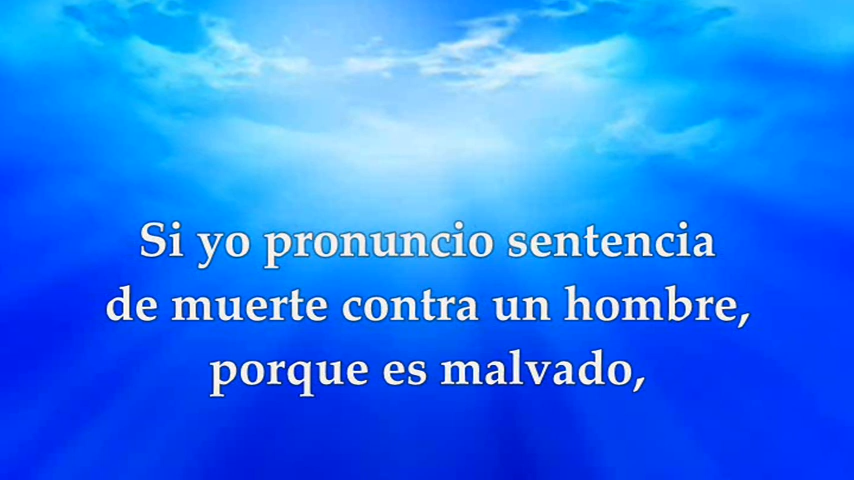 Si yo pronuncio sentencia
de muerte contra un hombre,
porque es malvado,